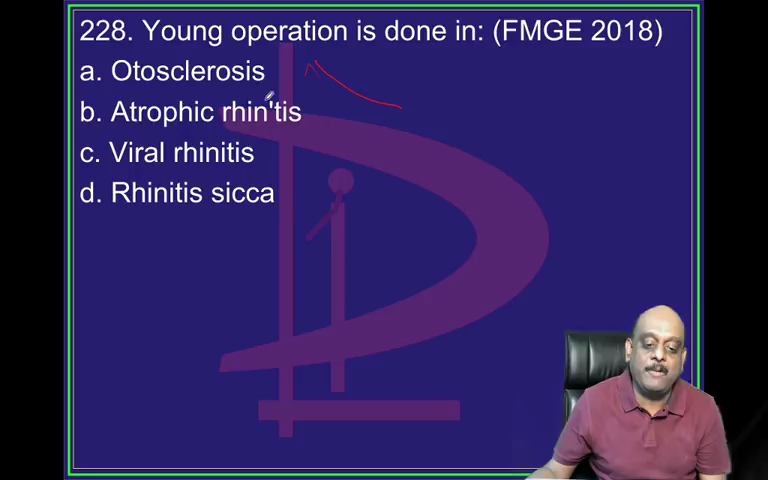 228. Young operation is done in: (FMGE 2018)
a. Otosclerosis
b. Atrophic rhin'tis
c. Viral rhinitis
d. Rhinitis sicca